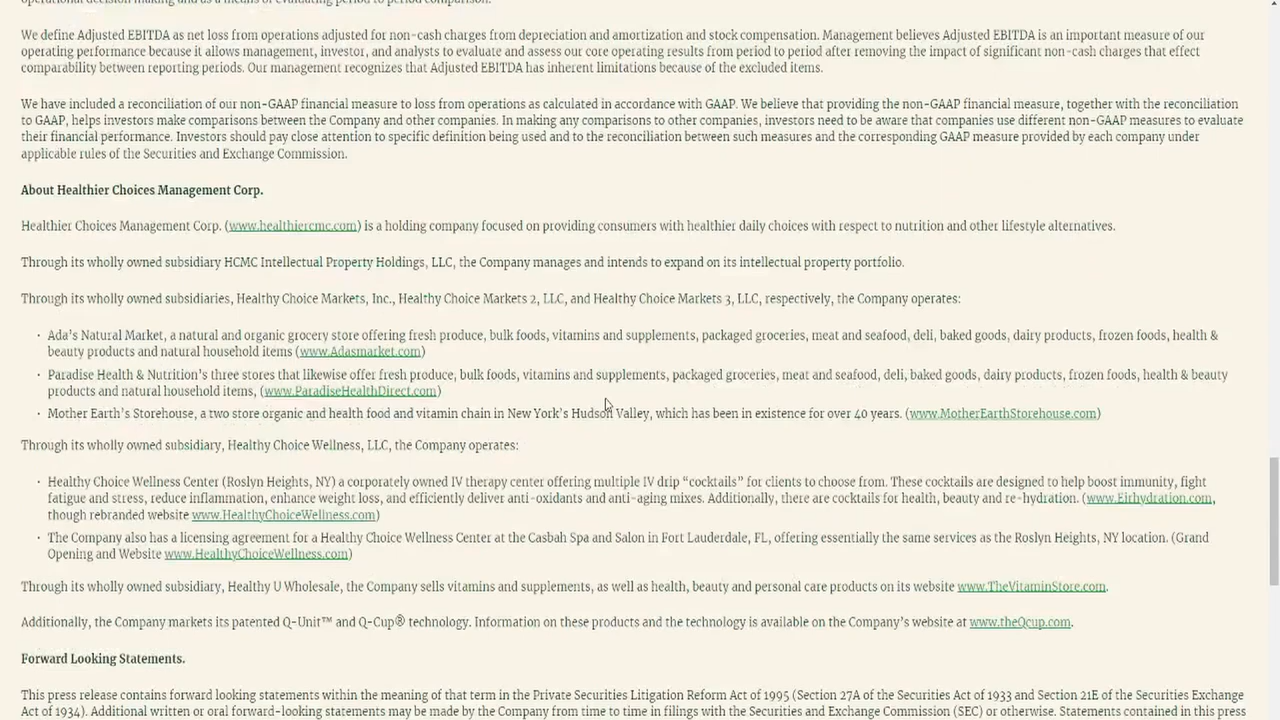 operational decision making and as a means of evaluating period to period comparison.
We define Adjusted EBITDA as net loss from operations adjusted for non-cash charges from depreciation and amortization and stock compensation. Management believes Adjusted EBITDA is an important measure of our
operating performance because it allows management, investor, and analysts to evaluate and assess our core operating results from period to period after removing the impact of significant non-cash charges that effect
comparability between reporting periods. Our management recognizes that Adjusted EBITDA has inherent limitations because of the excluded items.
We have included a reconciliation of our non-GAAP financial measure to loss from operations as calculated in accordance with GAAP. We believe that providing the non-GAAP financial measure, together with the reconciliation
to GAAP, helps investors make comparisons between the Company and other companies. In making any comparisons to other companies, investors need to be aware that companies use different non-GAAP measures to evaluate
their financial performance. Investors should pay close attention to specific definition being used and to the reconciliation between such measures and the corresponding GAAP measure provided by each company under
applicable rules of the Securities and Exchange Commission.
About Healthier Choices Management Corp.
Healthier Choices Management Corp. (www.healthiercmc.com) is a holding company focused on providing consumers with healthier daily choices with respect to nutrition and other lifestyle alternatives.
Through its wholly owned subsidiary HCMC Intellectual Property Holdings, LLC, the Company manages and intends to expand on its intellectual property portfolio.
Through its wholly owned subsidiaries, Healthy Choice Markets, Inc., Healthy Choice Markets 2, LLC, and Healthy Choice Markets 3, LLC, respectively, the Company operates:
• Ada's Natural Market, a natural and organic grocery store offering fresh produce, bulk foods, vitamins and supplements, packaged groceries, meat and seafood, deli, baked goods, dairy products, frozen foods, health &
beauty products and natural household items (www.Adasmarket.com)
• Paradise Health & Nutrition's three stores that likewise offer fresh produce, bulk foods, vitamins and supplements, packaged groceries, meat and seafood, deli, baked goods, dairy products, frozen foods, health & beauty
products and natural household items, (www.ParadiseHealthDirect.com)
• Mother Earth's Storehouse, a two store organic and health food and vitamin chain in New York's Hudson Valley, which has been in existence for over 40 years. (www.MotherEarthStorehouse.com)
Through its wholly owned subsidiary, Healthy Choice Wellness, LLC, the Company operates:
• Healthy Choice Wellness Center (Roslyn Heights, NY) a corporately owned IV therapy center offering multiple IV drip “cocktails” for clients to choose from. These cocktails are designed to help boost immunity, fight
fatigue and stress, reduce inflammation, enhance weight loss, and efficiently deliver anti-oxidants and anti-aging mixes. Additionally, there are cocktails for health, beauty and re-hydration. (www.Eirhydration.com,
though rebranded website www.HealthyChoiceWellness.com)
• The Company also has a licensing agreement for a Healthy Choice Wellness Center at the Casbah Spa and Salon in Fort Lauderdale, FL, offering essentially the same services as the Roslyn Heights, NY location. (Grand
Opening and Website www.HealthyChoiceWellness.com)
Through its wholly owned subsidiary, Healthy U Wholesale, the Company sells vitamins and supplements, as well as health, beauty and personal care products on its website www.TheVitaminStore.com.
Additionally, the Company markets its patented Q-Unit™ and Q-Cup® technology. Information on these products and the technology is available on the Company's website at www.theQcup.com.
Forward Looking Statements.
This press release contains forward looking statements within the meaning of that term in the Private Securities Litigation Reform Act of 1995 (Section 27A of the Securities Act of 1933 and Section 21E of the Securities Exchange
Act of 1934). Additional written or oral forward-looking statements may be made by the Company from time to time in filings with the Securities and Exchange Commission (SEC) or otherwise. Statements contained in this press